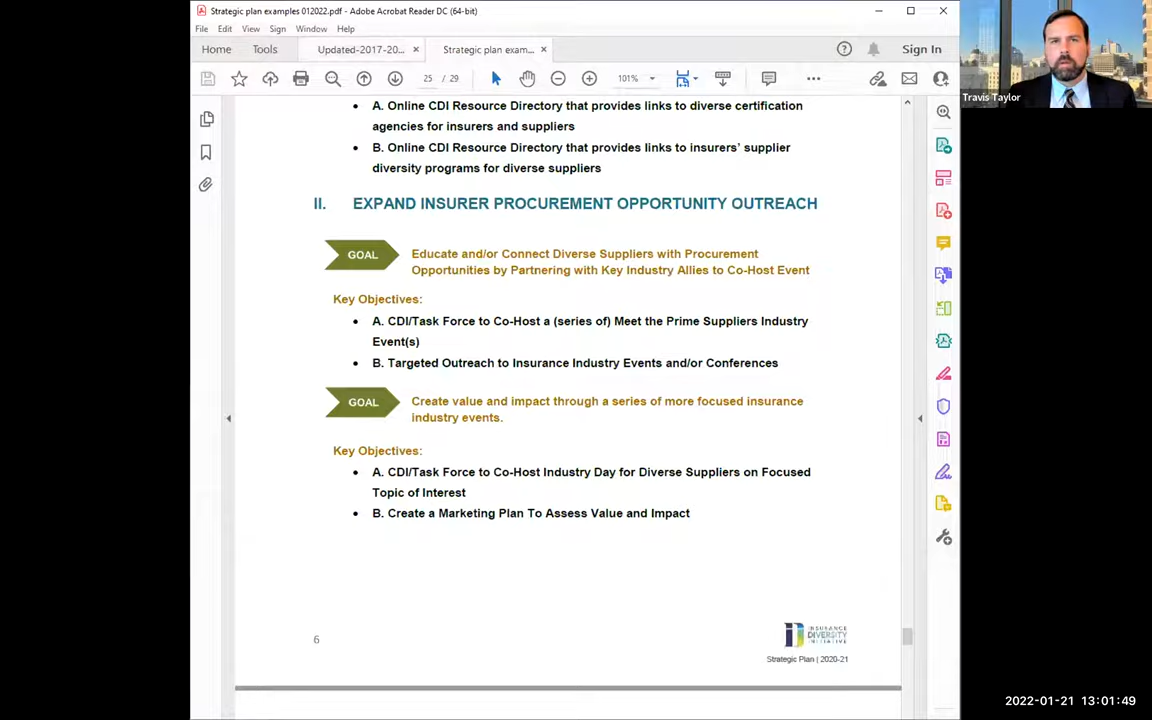 Strategic plan examples 012022.pdf - Adobe Acrobat Reader DC (64-bit)
File Edit View Sign Window Help
Home Tools Updated-2017-20... × Strategic plan exam... × Sign In
25 / 29 101%
Travis Taylor
A. Online CDI Resource Directory that provides links to diverse certification
agencies for insurers and suppliers
B. Online CDI Resource Directory that provides links to insurers’ supplier
diversity programs for diverse suppliers
II. EXPAND INSURER PROCUREMENT OPPORTUNITY OUTREACH
GOAL
Educate and/or Connect Diverse Suppliers with Procurement
Opportunities by Partnering with Key Industry Allies to Co-Host Event
Key Objectives:
A. CDI/Task Force to Co-Host a (series of) Meet the Prime Suppliers Industry
Event(s)
B. Targeted Outreach to Insurance Industry Events and/or Conferences
GOAL
Create value and impact through a series of more focused insurance
industry events.
Key Objectives:
A. CDI/Task Force to Co-Host Industry Day for Diverse Suppliers on Focused
Topic of Interest
B. Create a Marketing Plan To Assess Value and Impact
6
INSURANCE
DIVERSITY
INITIATIVE
Strategic Plan | 2020-21
2022-01-21 13:01:49